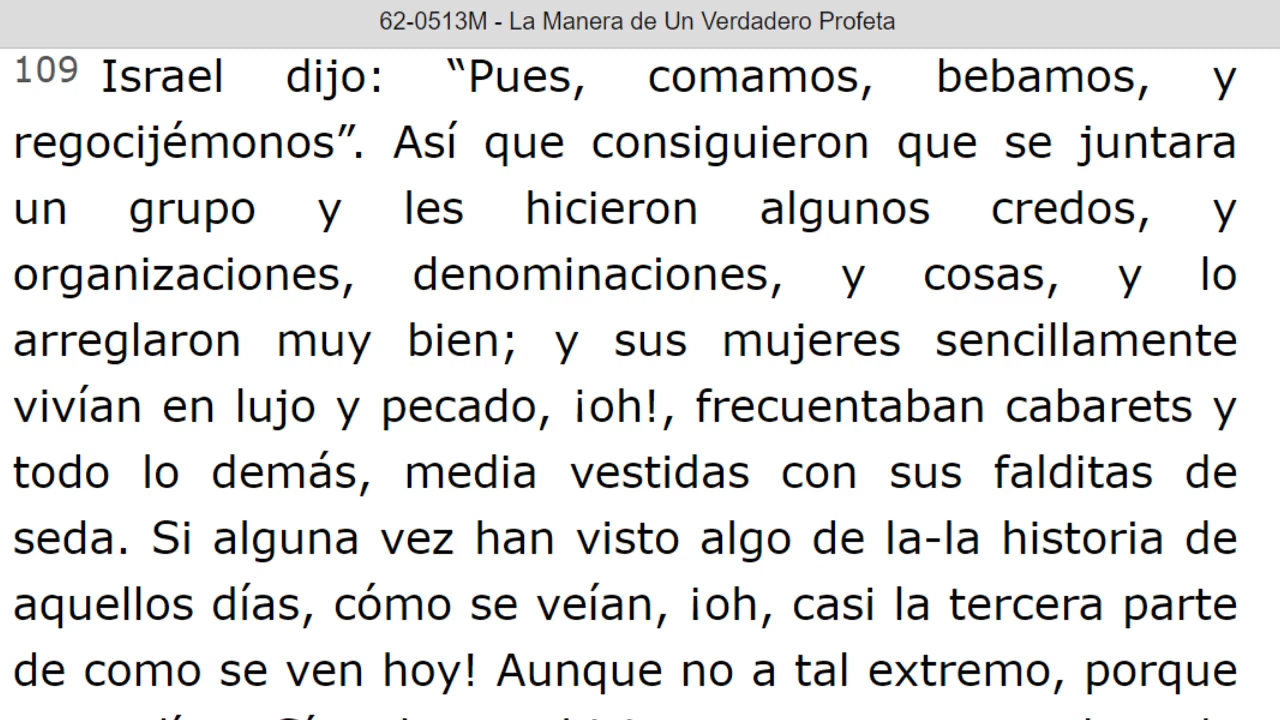 62-0513M - La Manera de Un Verdadero Profeta
109 Israel dijo: “Pues, comamos, bebamos, y
regocijémonos”. Así que consiguieron que se juntara
un grupo y les hicieron algunos credos, y
organizaciones, denominaciones, y cosas, y lo
arreglaron muy bien; y sus mujeres sencillamente
vivían en lujo y pecado, ¡oh!, frecuentaban cabarets y
todo lo demás, media vestidas con sus falditas de
seda. Si alguna vez han visto algo de la-la historia de
aquellos días, cómo se veían, ¡oh, casi la tercera parte
de como se ven hoy! Aunque no a tal extremo, porque